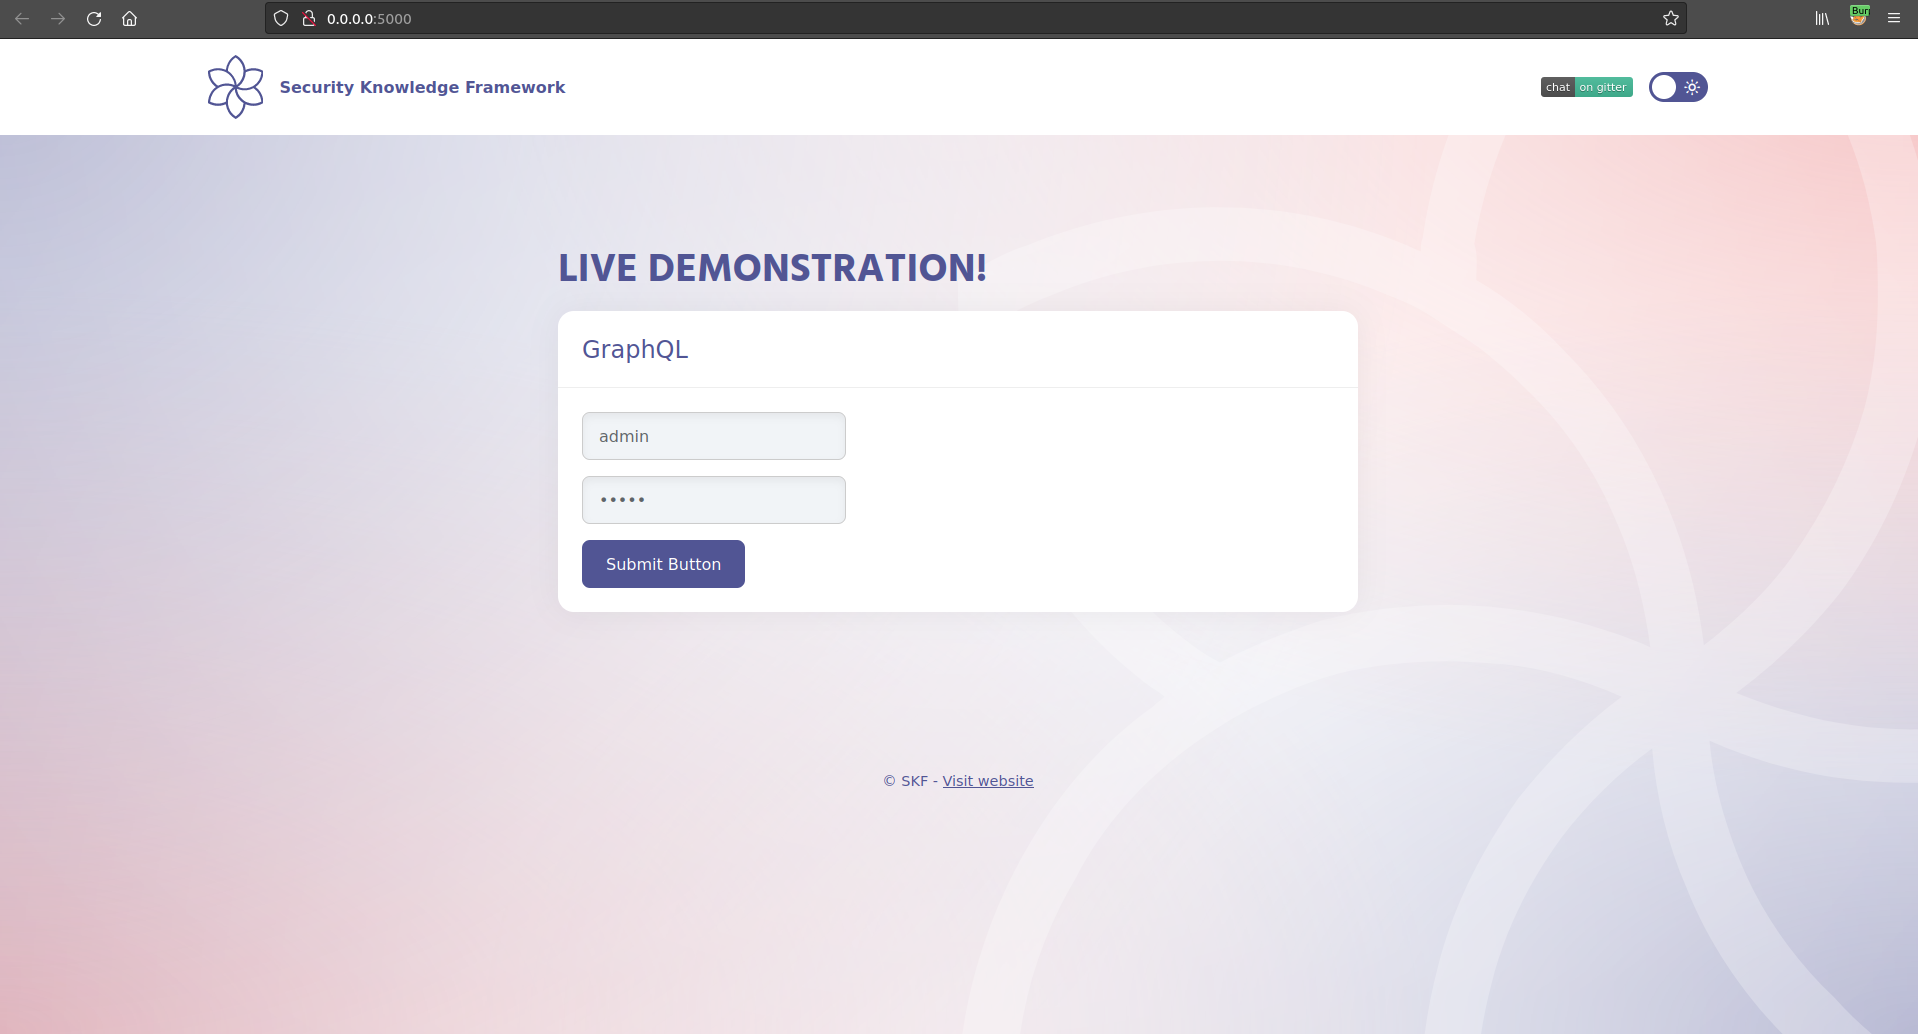 0.0.0.0:5000
Security Knowledge Framework
chat on gitter
LIVE DEMONSTRATION!
GraphQL
admin
•••••
Submit Button
© SKF - Visit website